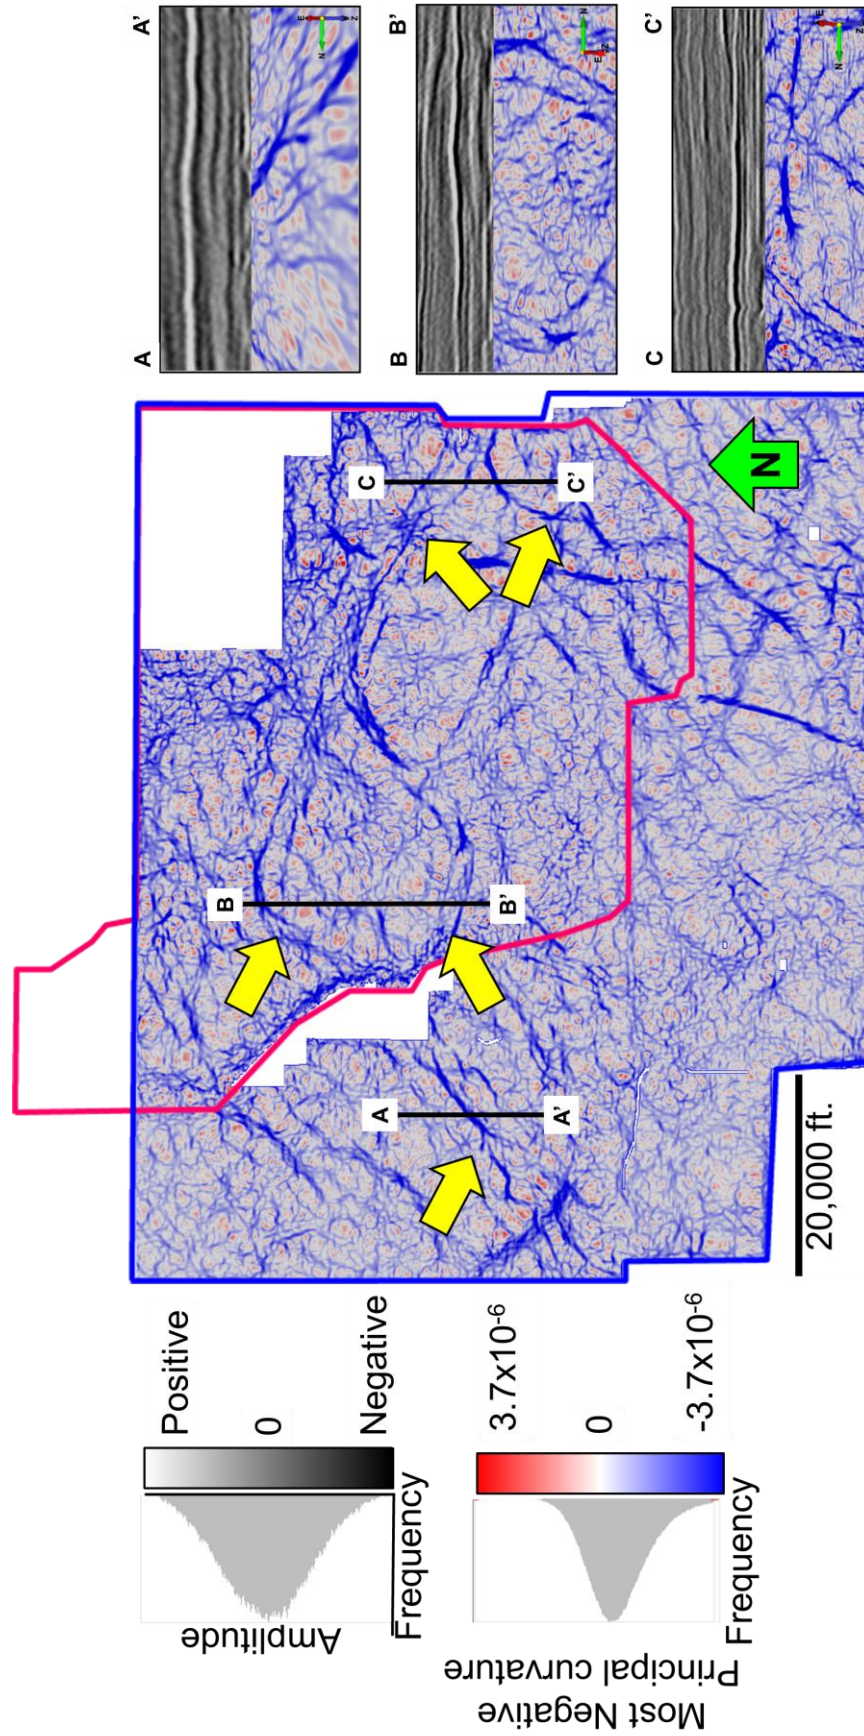 Positive
0
Negative
Amplitude
Frequency
3.7x10⁻⁶
0
-3.7x10⁻⁶
Most Negative
Principal curvature
Frequency
A
A'
B
B'
C
C'
N
20,000 ft.
A
A'
E
N
Z
B
B'
N
E
Z
C
C'
E
N
Z